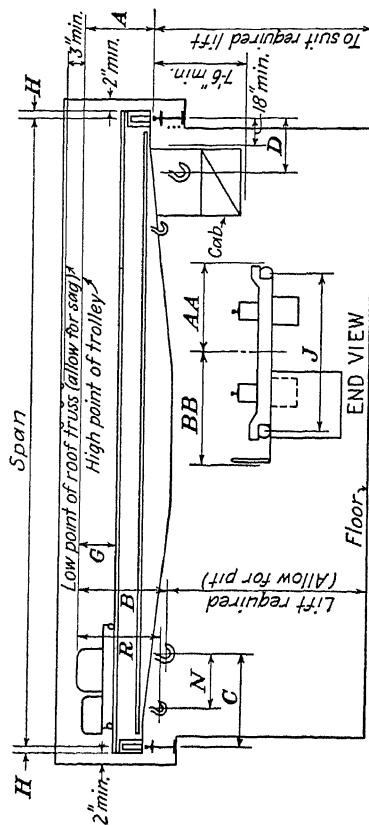 Span
H
H
3" min.
2" min.
2" min.
A
To suit required lift
7'-6" min.
18" min.
D
Low point of roof truss (allow for sag)
High point of trolley
G
B
R
N
C
Lift required
(Allow for pit)
Cab
AA
BB
J
END VIEW
Floor